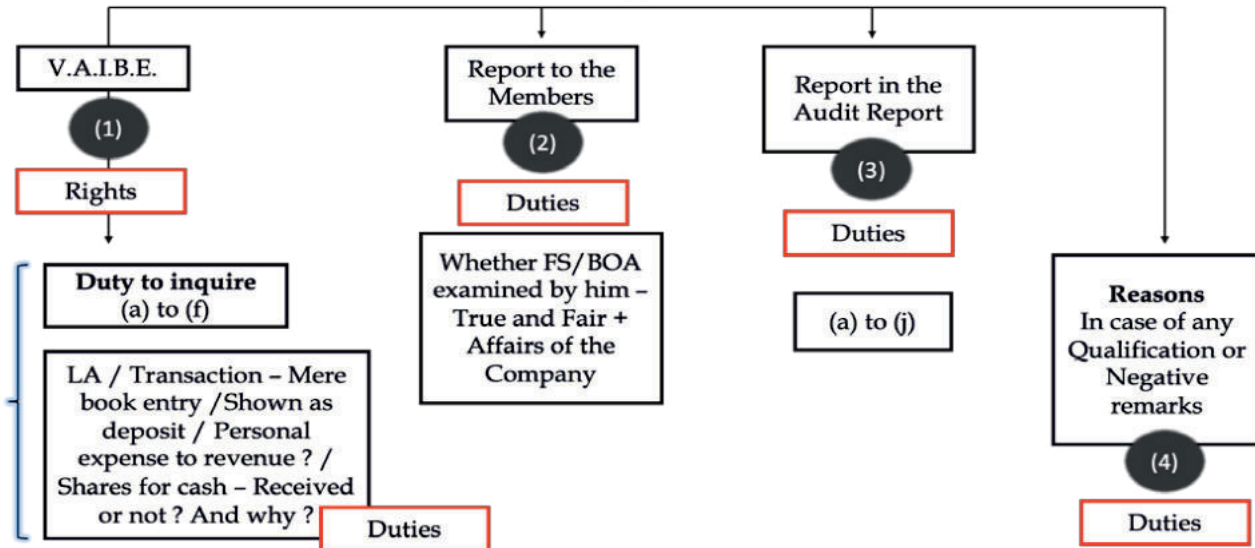 V.A.I.B.E.
(1)
Rights
Duty to inquire
(a) to (f)
LA / Transaction – Mere
book entry /Shown as
deposit / Personal
expense to revenue ? /
Shares for cash – Received
or not ? And why ?
Duties
Report to the
Members
(2)
Duties
Whether FS/BOA
examined by him –
True and Fair +
Affairs of the
Company
Report in the
Audit Report
(3)
Duties
(a) to (j)
Reasons
In case of any
Qualification or
Negative
remarks
(4)
Duties